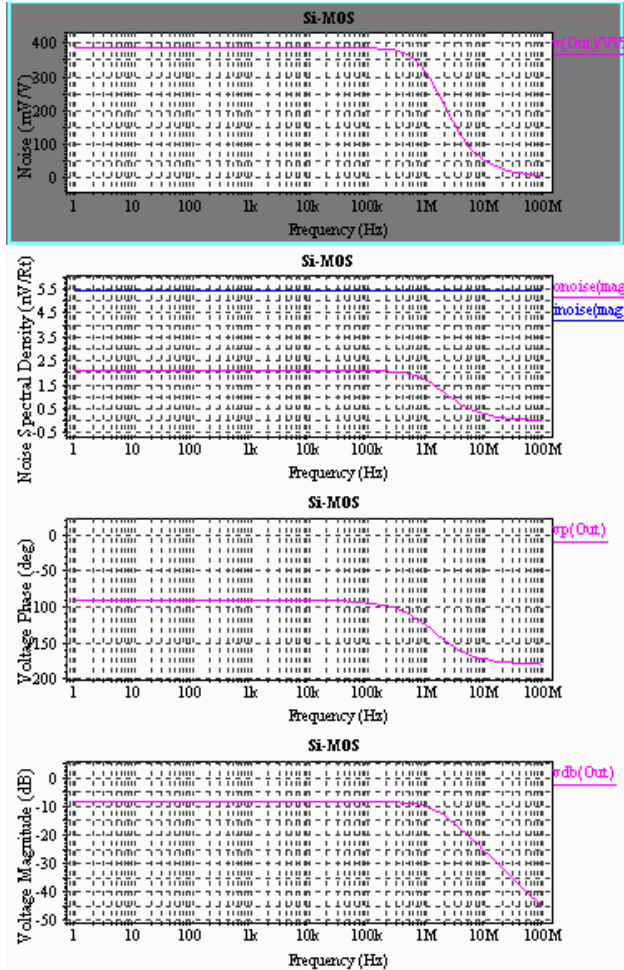 Si-MOS
Noise (mV/V)
400
300
200
100
0
1 10 100 1k 10k 100k 1M 10M 100M
Frequency (Hz)
Si-MOS
Noise Spectral Density (nV/Rt)
5.5
4.5
3.5
2.5
1.5
0.5
-0.5
onoise(mag
inoise(mag
1 10 100 1k 10k 100k 1M 10M 100M
Frequency (Hz)
Si-MOS
Voltage Phase (deg)
0
-50
-100
-150
-200
vp(Out)
1 10 100 1k 10k 100k 1M 10M 100M
Frequency (Hz)
Si-MOS
Voltage Magnitude (dB)
0
-10
-20
-30
-40
-50
vdb(Out)
1 10 100 1k 10k 100k 1M 10M 100M
Frequency (Hz)